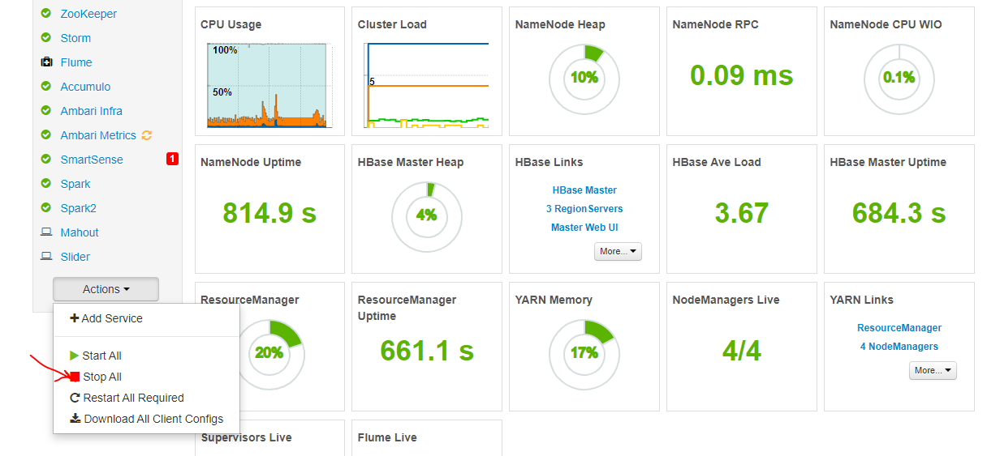 ZooKeeper
Storm
Flume
Accumulo
Ambari Infra
Ambari Metrics
SmartSense 1
Spark
Spark2
Mahout
Slider
Actions
Add Service
Start All
Stop All
Restart All Required
Download All Client Configs
CPU Usage
100%
50%
Cluster Load
5
NameNode Heap
10%
NameNode RPC
0.09 ms
NameNode CPU WIO
0.1%
NameNode Uptime
814.9 s
HBase Master Heap
4%
HBase Links
HBase Master
3 RegionServers
Master Web UI
More...
HBase Ave Load
3.67
HBase Master Uptime
684.3 s
ResourceManager
20%
ResourceManager
Uptime
661.1 s
YARN Memory
17%
NodeManagers Live
4/4
YARN Links
ResourceManager
4 NodeManagers
More...
Supervisors Live
Flume Live